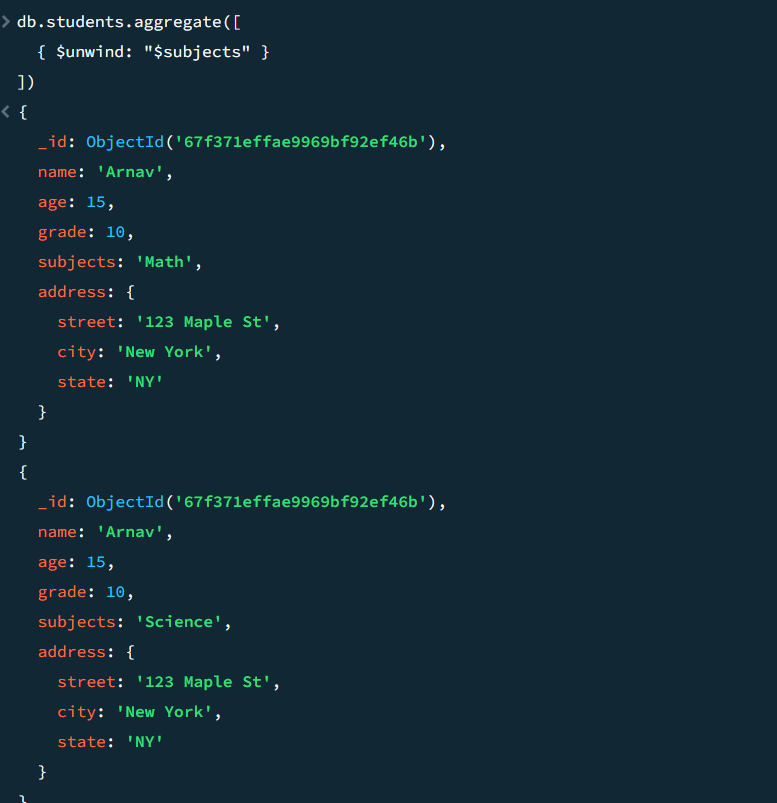 > db.students.aggregate([
{ $unwind: "$subjects" }
])
< {
_id: ObjectId('67f371effae9969bf92ef46b'),
name: 'Arnav',
age: 15,
grade: 10,
subjects: 'Math',
address: {
street: '123 Maple St',
city: 'New York',
state: 'NY'
}
}
{
_id: ObjectId('67f371effae9969bf92ef46b'),
name: 'Arnav',
age: 15,
grade: 10,
subjects: 'Science',
address: {
street: '123 Maple St',
city: 'New York',
state: 'NY'
}
}